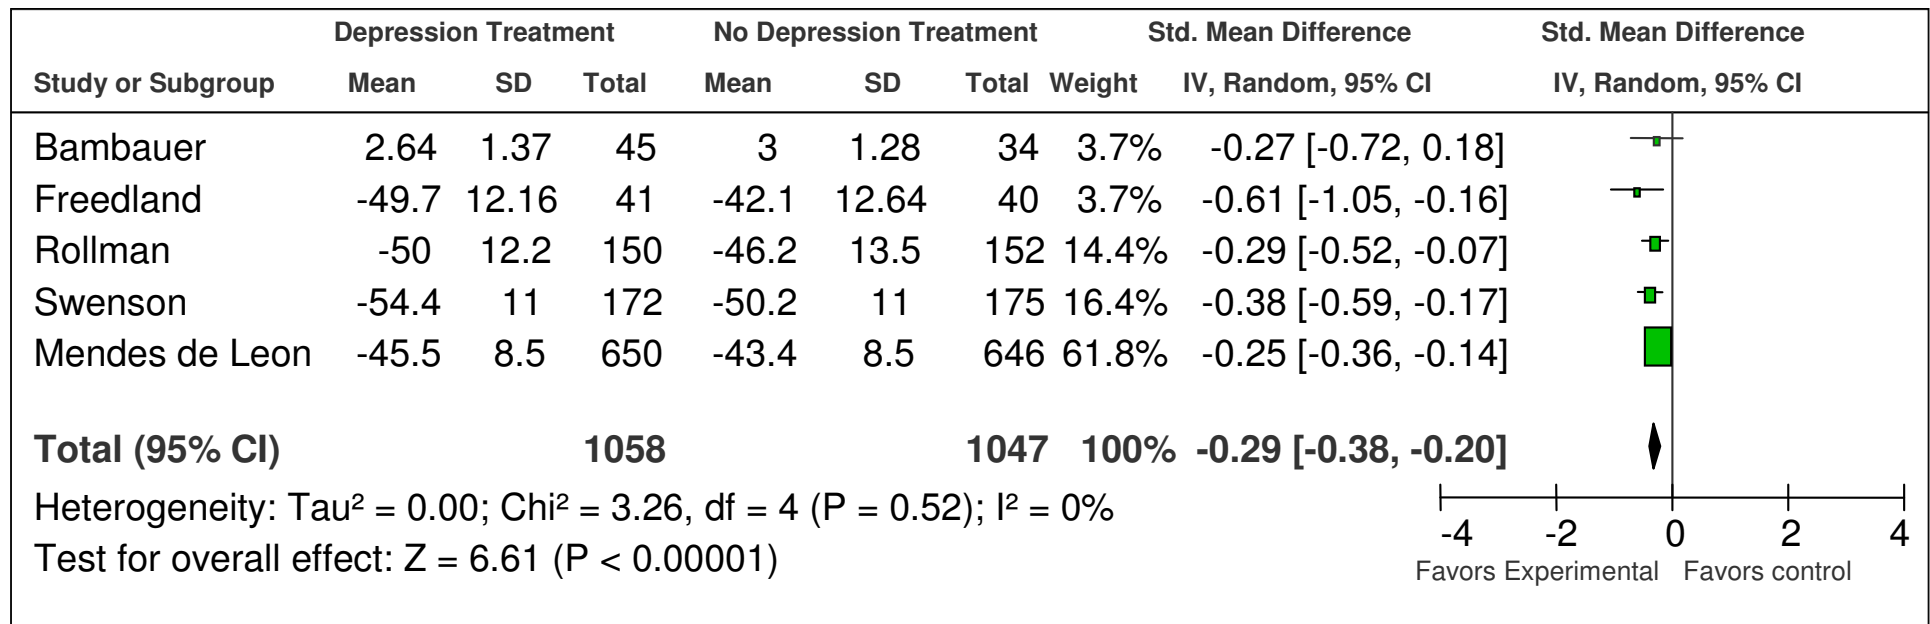 Depression Treatment No Depression Treatment Std. Mean Difference Std. Mean Difference
Study or Subgroup Mean SD Total Mean SD Total Weight IV, Random, 95% CI IV, Random, 95% CI
Bambauer 2.64 1.37 45 3 1.28 34 3.7% -0.27 [-0.72, 0.18]
Freedland -49.7 12.16 41 -42.1 12.64 40 3.7% -0.61 [-1.05, -0.16]
Rollman -50 12.2 150 -46.2 13.5 152 14.4% -0.29 [-0.52, -0.07]
Swenson -54.4 11 172 -50.2 11 175 16.4% -0.38 [-0.59, -0.17]
Mendes de Leon -45.5 8.5 650 -43.4 8.5 646 61.8% -0.25 [-0.36, -0.14]
Total (95% CI) 1058 1047 100% -0.29 [-0.38, -0.20]
Heterogeneity: Tau² = 0.00; Chi² = 3.26, df = 4 (P = 0.52); I² = 0%
Test for overall effect: Z = 6.61 (P < 0.00001)
-4 -2 0 2 4
Favors Experimental Favors control